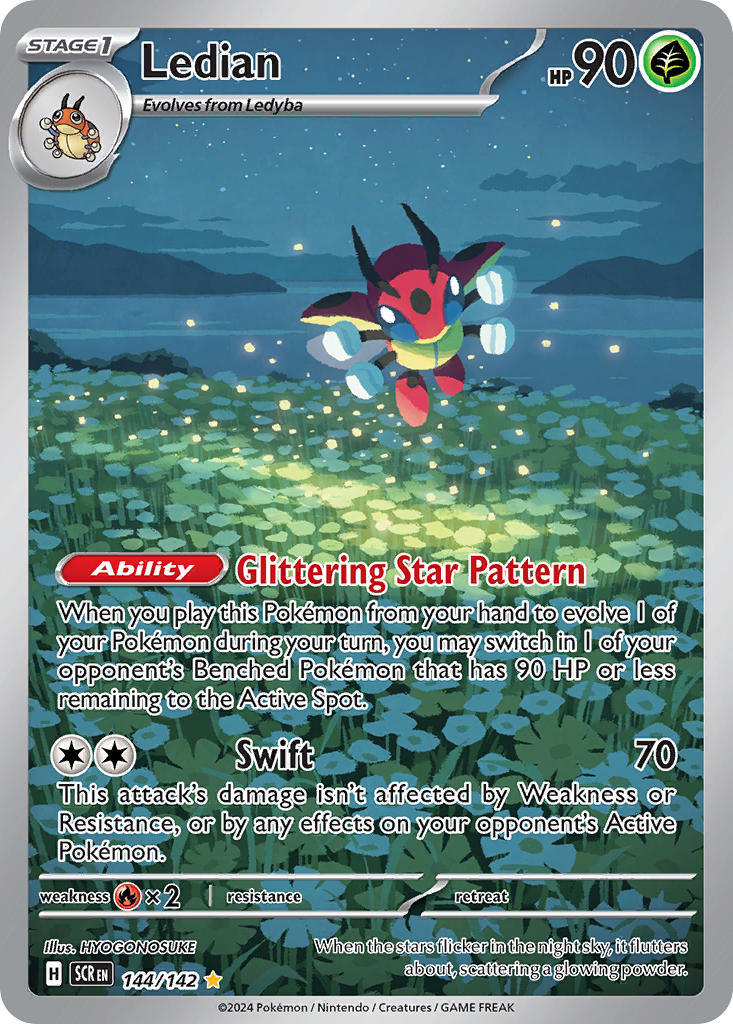 STAGE1
Ledian
HP 90
Evolves from Ledyba
Ability Glittering Star Pattern
When you play this Pokémon from your hand to evolve 1 of
your Pokémon during your turn, you may switch in 1 of your
opponent's Benched Pokémon that has 90 HP or less
remaining to the Active Spot.
Swift 70
This attack's damage isn't affected by Weakness or
Resistance, or by any effects on your opponent's Active
Pokémon.
weakness ×2 resistance retreat
Illus. HYOGONOSUKE
When the stars flicker in the night sky, it flutters
about, scattering a glowing powder.
H SCR EN 144/142
©2024 Pokémon / Nintendo / Creatures / GAME FREAK